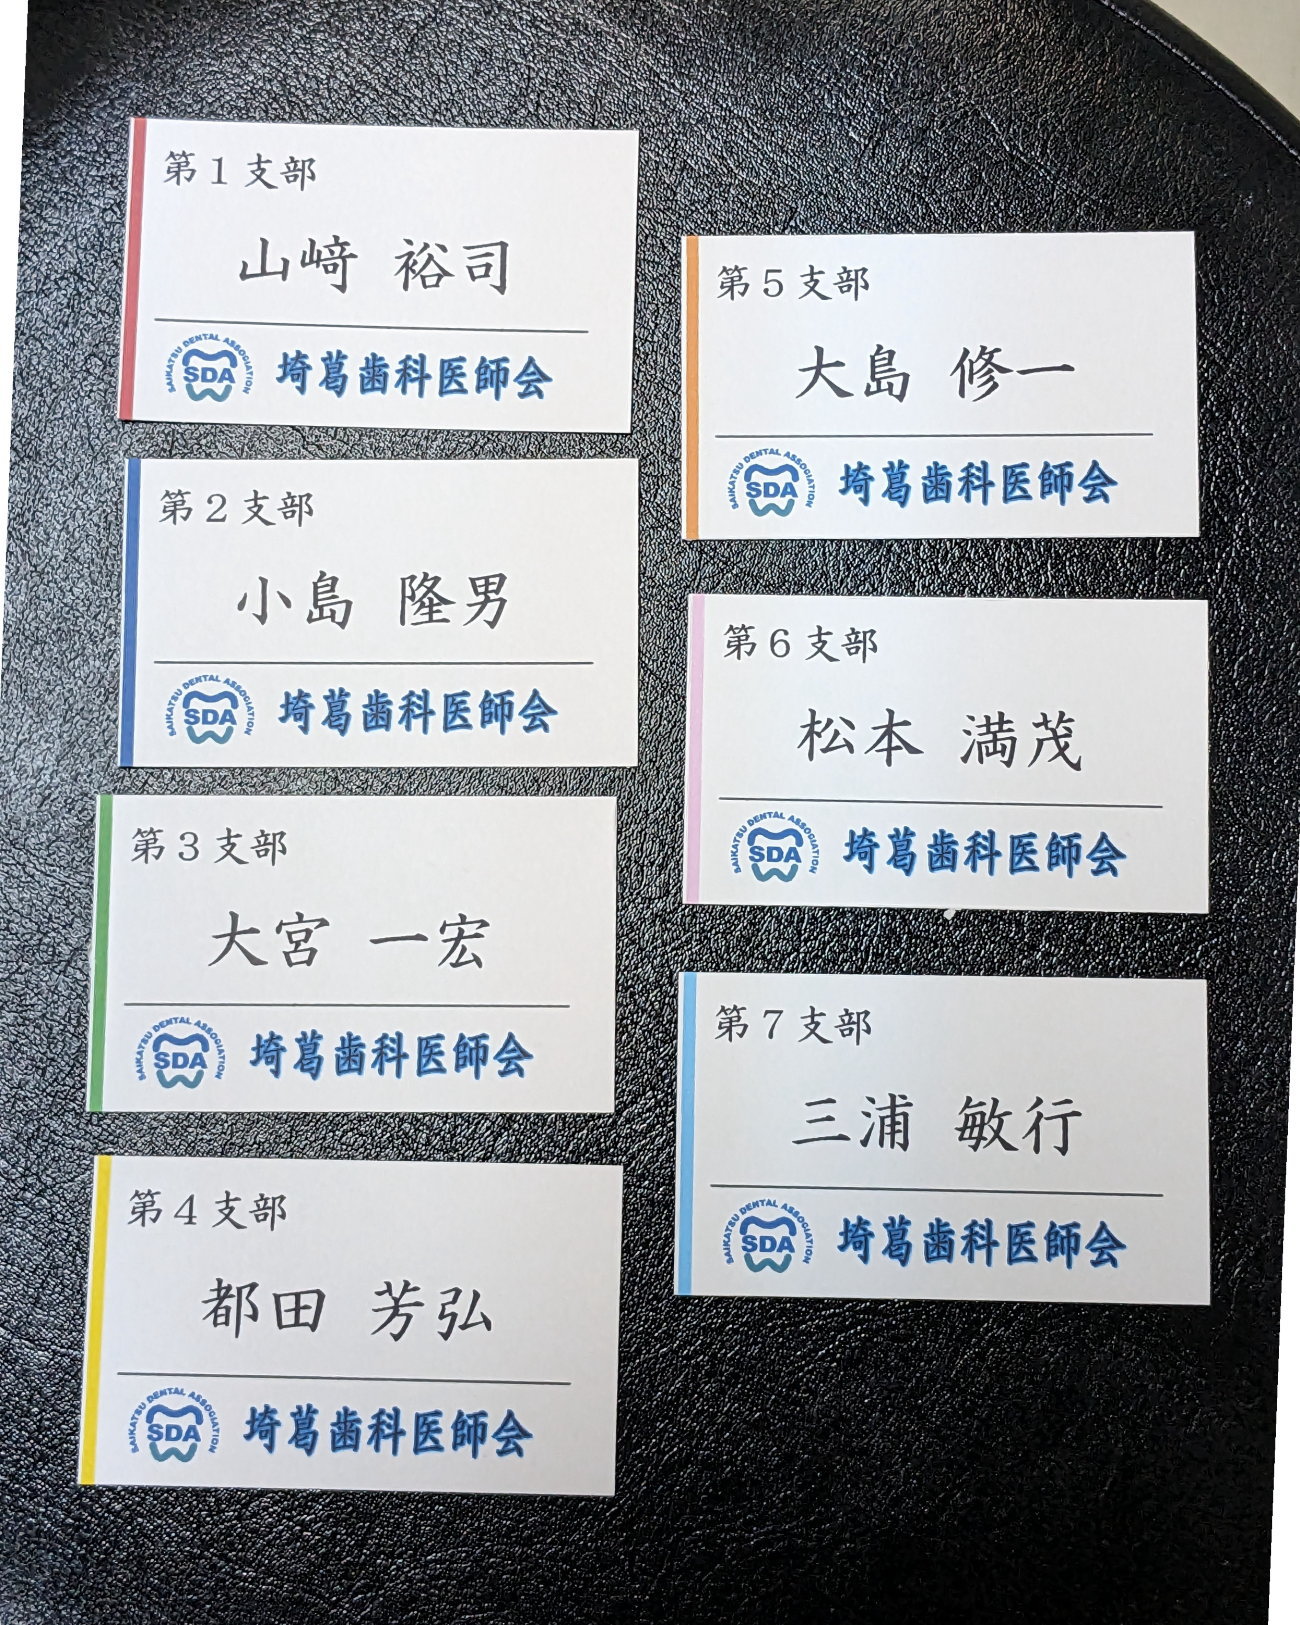 第1支部
山﨑 裕司
SAIKATSU DENTAL ASSOCIATION
SDA
埼葛歯科医師会
第2支部
小島 隆男
SAIKATSU DENTAL ASSOCIATION
SDA
埼葛歯科医師会
第3支部
大宮 一宏
SAIKATSU DENTAL ASSOCIATION
SDA
埼葛歯科医師会
第4支部
都田 芳弘
SAIKATSU DENTAL ASSOCIATION
SDA
埼葛歯科医師会
第5支部
大島 修一
SAIKATSU DENTAL ASSOCIATION
SDA
埼葛歯科医師会
第6支部
松本 満茂
SAIKATSU DENTAL ASSOCIATION
SDA
埼葛歯科医師会
第7支部
三浦 敏行
SAIKATSU DENTAL ASSOCIATION
SDA
埼葛歯科医師会